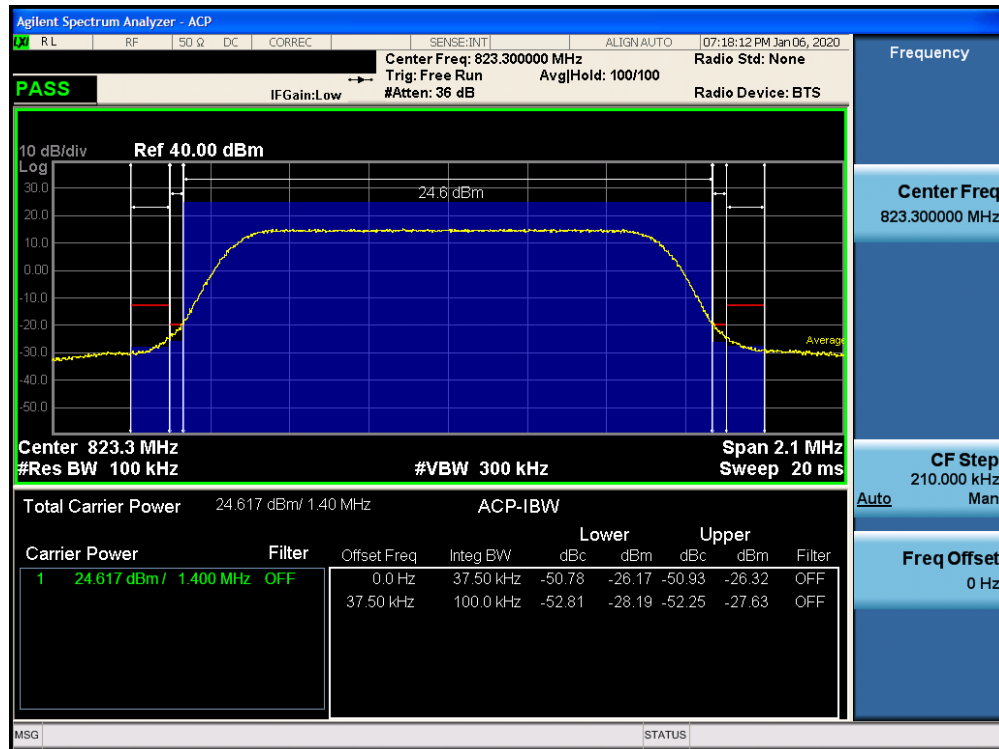 Agilent Spectrum Analyzer - ACP
LXI RL RF 50 Ω DC CORREC SENSE:INT ALIGN AUTO 07:18:12 PM Jan 06, 2020
Center Freq: 823.300000 MHz Radio Std: None
Trig: Free Run Avg|Hold: 100/100
PASS IFGain:Low #Atten: 36 dB Radio Device: BTS
Frequency
10 dB/div Ref 40.00 dBm
Log
30.0
24.6 dBm
20.0
10.0
0.00
-10.0
-20.0
-30.0
Average
-40.0
-50.0
Center 823.3 MHz Span 2.1 MHz
#Res BW 100 kHz #VBW 300 kHz Sweep 20 ms
Center Freq
823.300000 MHz
CF Step
210.000 kHz
Auto Man
Freq Offset
0 Hz
Total Carrier Power 24.617 dBm/ 1.40 MHz ACP-IBW
Lower Upper
Carrier Power Filter Offset Freq Integ BW dBc dBm dBc dBm Filter
1 24.617 dBm / 1.400 MHz OFF 0.0 Hz 37.50 kHz -50.78 -26.17 -50.93 -26.32 OFF
37.50 kHz 100.0 kHz -52.81 -28.19 -52.25 -27.63 OFF
MSG STATUS